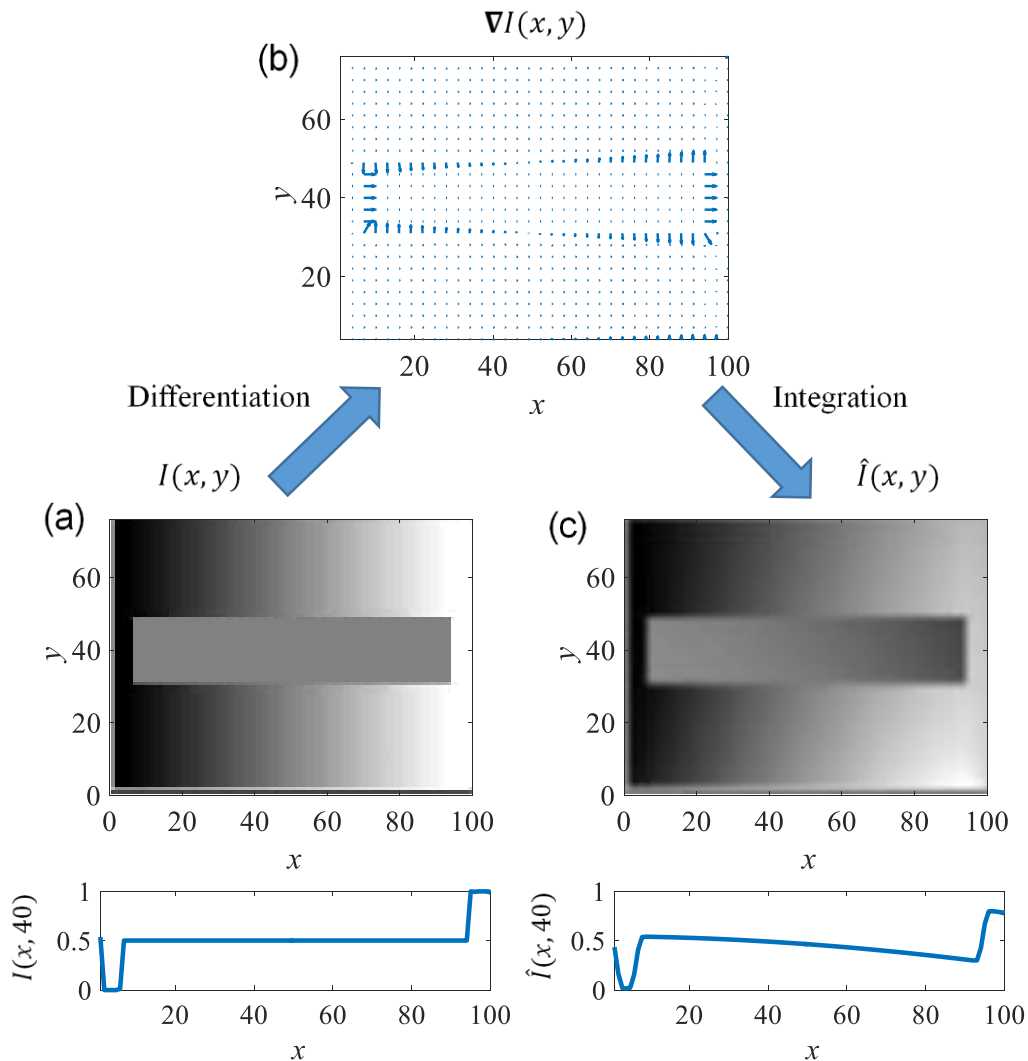 ∇I(x, y)
(b)
60
40
20
y
20 40 60 80 100
x
Differentiation
Integration
I(x, y)
Î(x, y)
(a)
60
40
20
0
y
0 20 40 60 80 100
x
(c)
60
40
20
0
y
0 20 40 60 80 100
x
1
0.5
0
I(x, 40)
20 40 60 80 100
x
1
0.5
0
Î(x, 40)
20 40 60 80 100
x